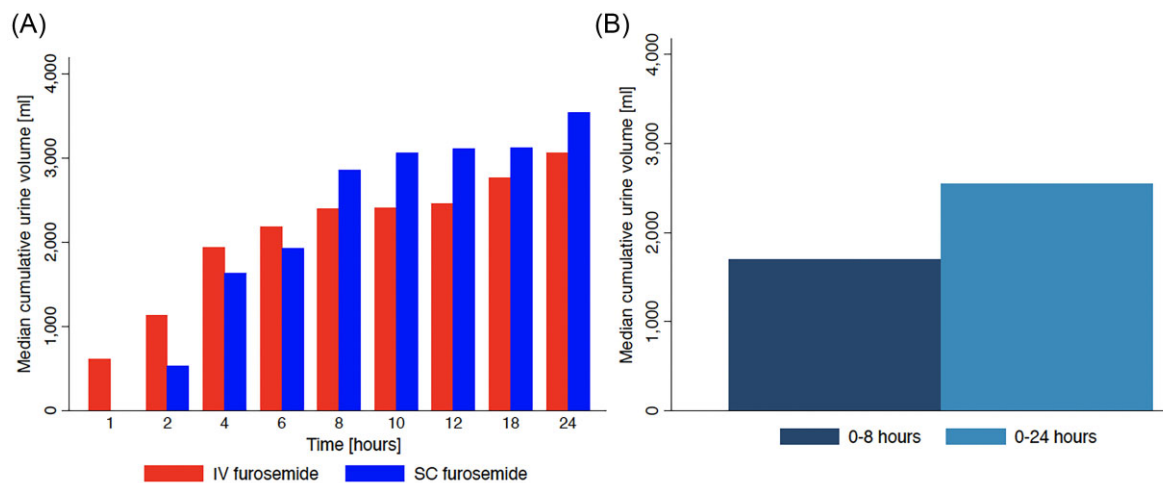 (A)
Median cumulative urine volume [ml]
4,000
3,000
2,000
1,000
0
1 2 4 6 8 10 12 18 24
Time [hours]
IV furosemide SC furosemide
(B)
Median cumulative urine volume [ml]
4,000
3,000
2,000
1,000
0
0-8 hours 0-24 hours